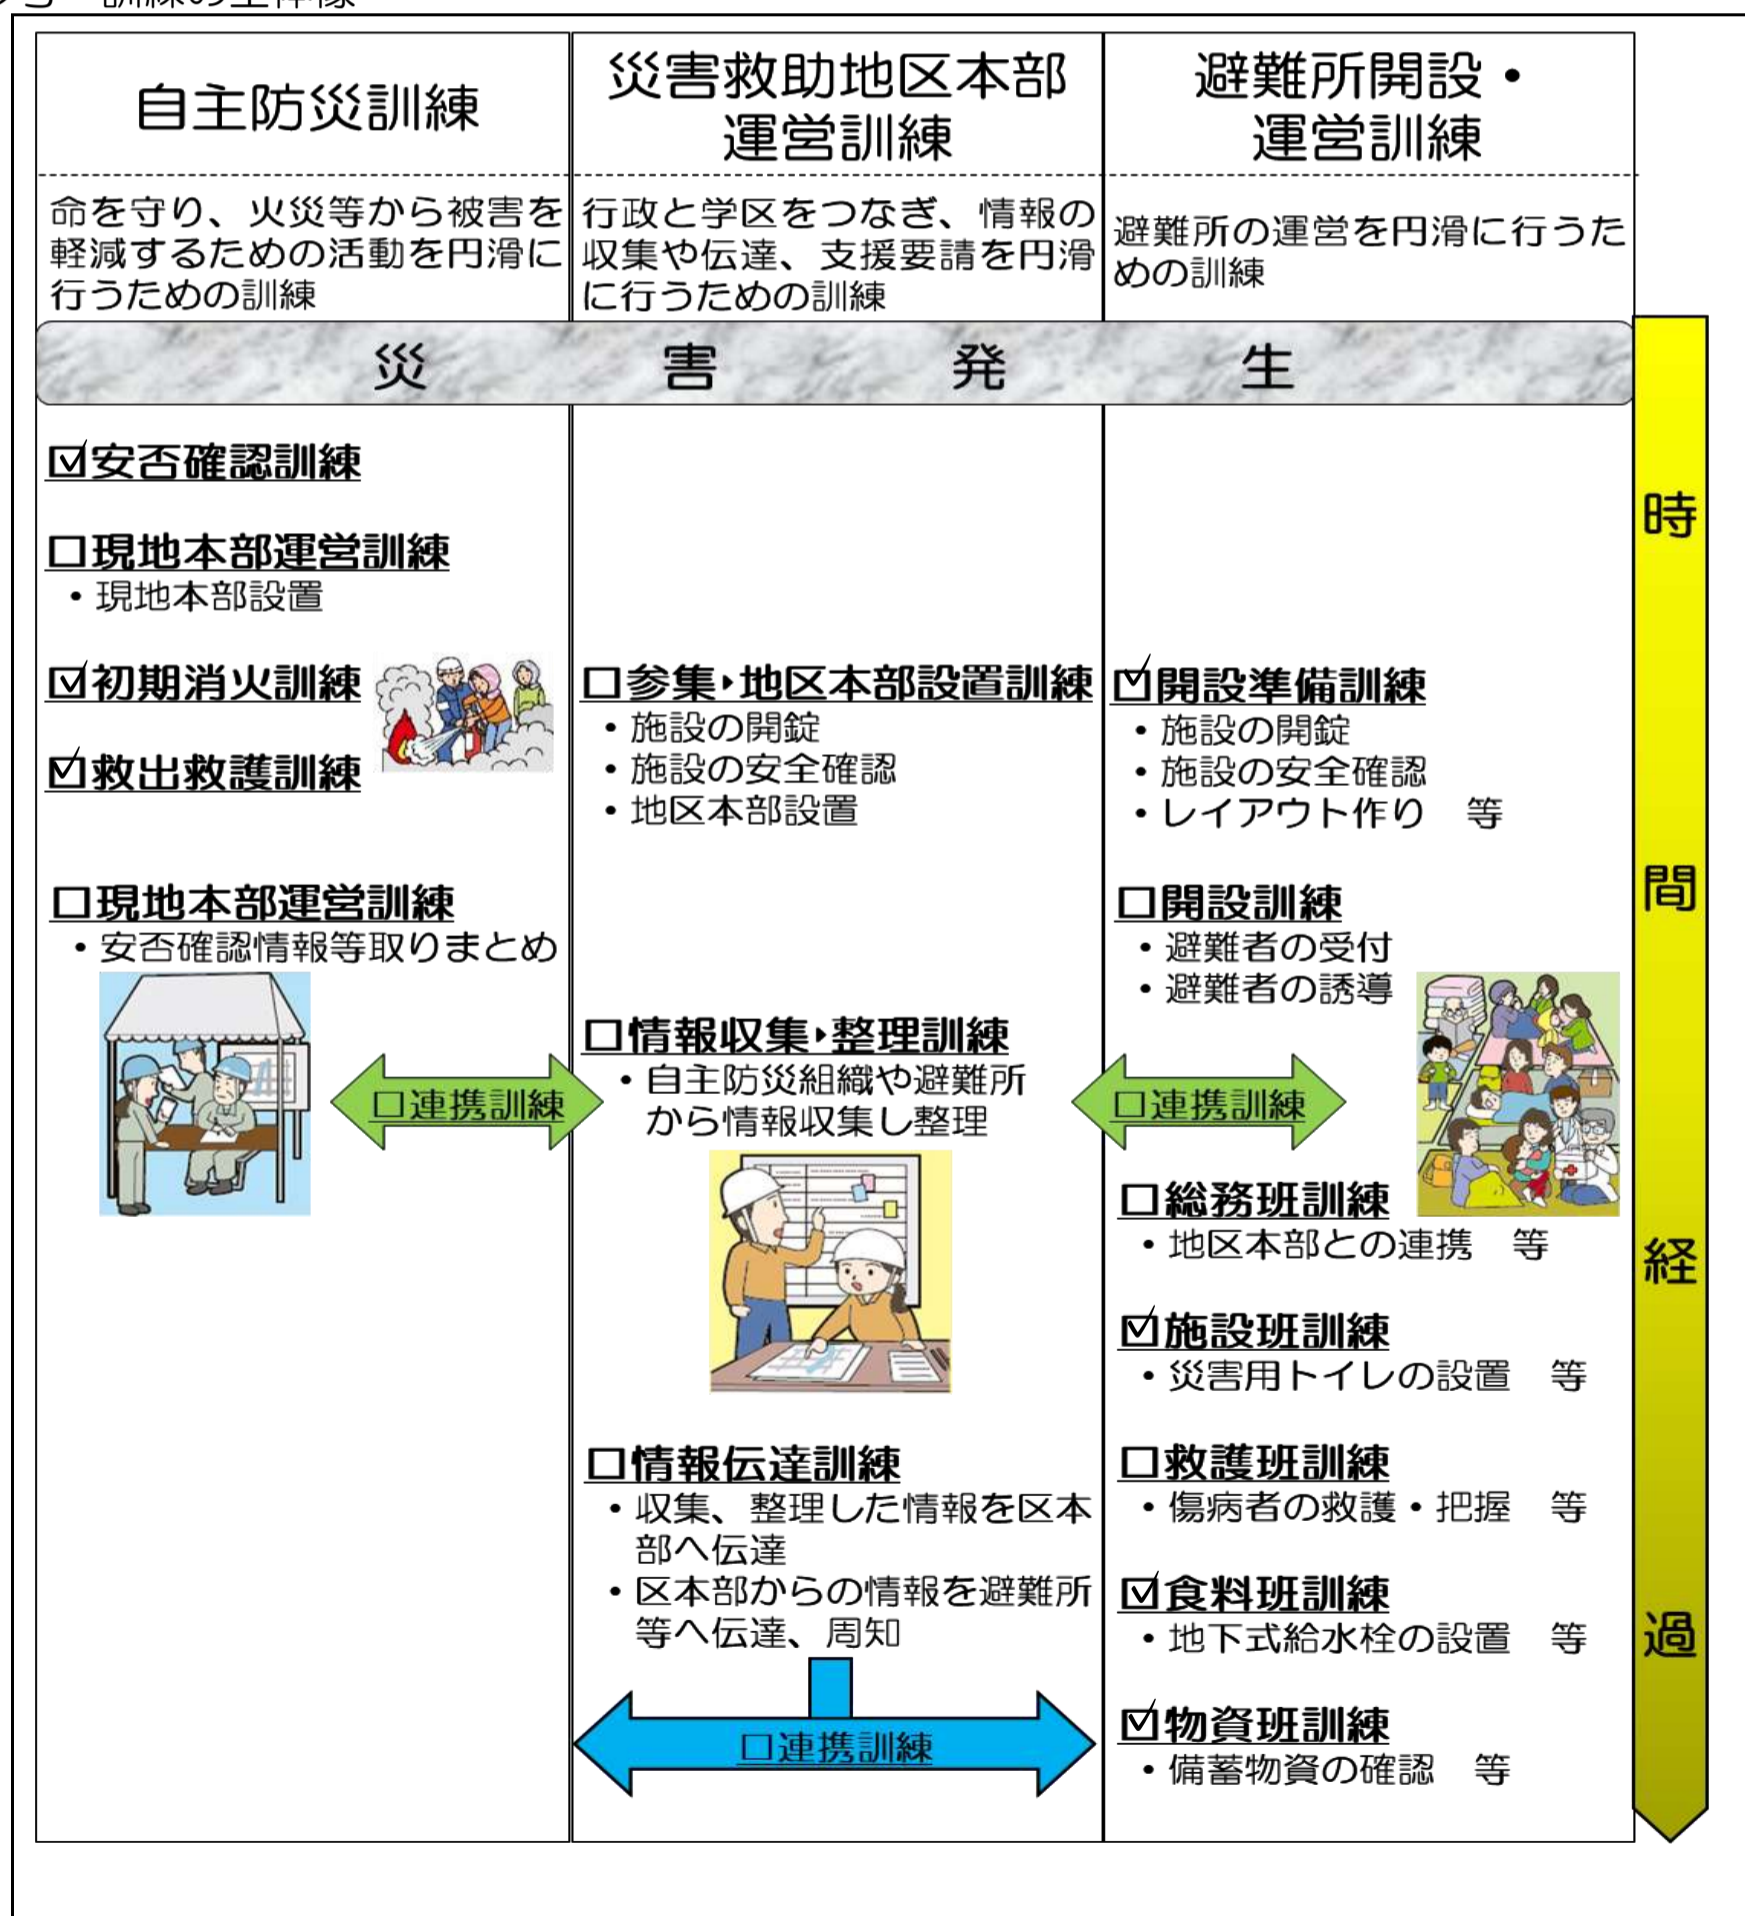 訓練の全体像
自主防災訓練
命を守り、火災等から被害を
軽減するための活動を円滑に
行うための訓練
災害救助地区本部
運営訓練
行政と学区をつなぎ、情報の
収集や伝達、支援要請を円滑
に行うための訓練
避難所開設・
運営訓練
避難所の運営を円滑に行うた
めの訓練
災害発生
☑安否確認訓練
□現地本部運営訓練
・現地本部設置
☑初期消火訓練
☑救出救護訓練
□現地本部運営訓練
・安否確認情報等取りまとめ
□連携訓練
□参集・地区本部設置訓練
・施設の開錠
・施設の安全確認
・地区本部設置
□情報収集・整理訓練
・自主防災組織や避難所
から情報収集し整理
□情報伝達訓練
・収集、整理した情報を区本
部へ伝達
・区本部からの情報を避難所
等へ伝達、周知
□連携訓練
☑開設準備訓練
・施設の開錠
・施設の安全確認
・レイアウト作り　等
□開設訓練
・避難者の受付
・避難者の誘導
□連携訓練
□総務班訓練
・地区本部との連携　等
☑施設班訓練
・災害用トイレの設置　等
□救護班訓練
・傷病者の救護・把握　等
☑食料班訓練
・地下式給水栓の設置　等
☑物資班訓練
・備蓄物資の確認　等
時間経過